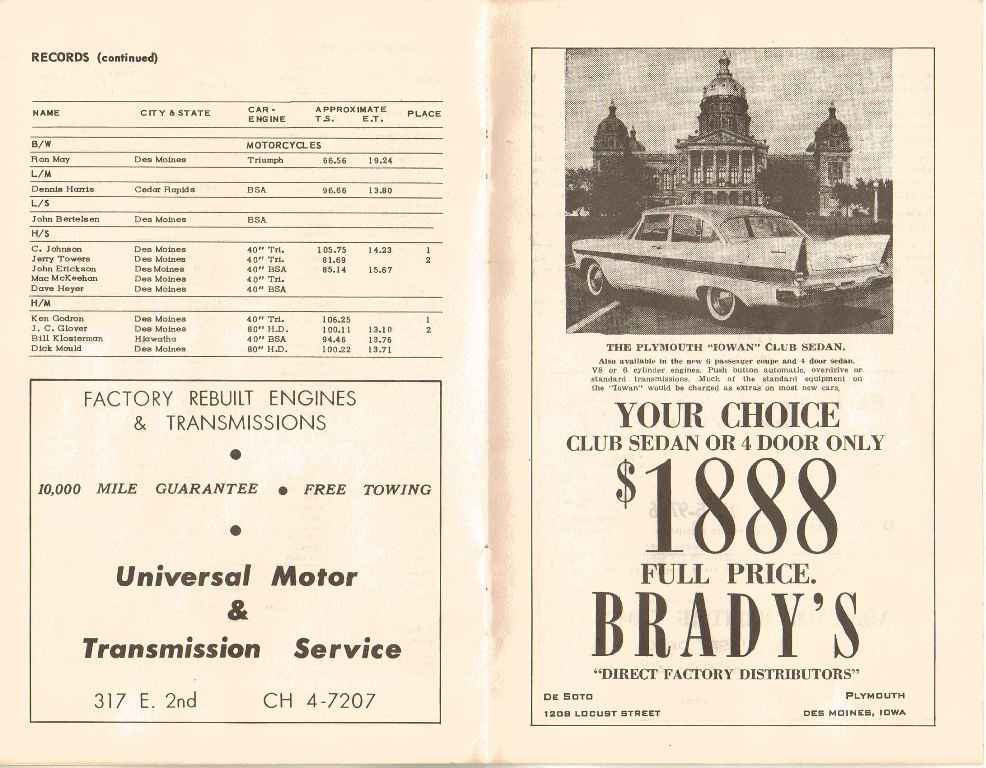 RECORDS (continued)
NAME CITY & STATE CAR - ENGINE APPROXIMATE T.S. E.T. PLACE
B/W MOTORCYCLES
Ron May Des Moines Triumph 66.56 19.24
L/M
Dennis Harris Cedar Rapids BSA 96.66 13.80
L/S
John Bertelsen Des Moines BSA
H/S
C. Johnson Des Moines 40" Tri. 105.75 14.23 1
Jerry Towers Des Moines 40" Tri. 81.69 2
John Erickson Des Moines 40" BSA 85.14 15.67
Mac McKeehan Des Moines 40" Tri.
Dave Heyer Des Moines 40" BSA
H/M
Ken Godron Des Moines 40" Tri. 106.25 1
J. C. Glover Des Moines 80" H.D. 100.11 13.10 2
Bill Klosterman Hiawatha 40" BSA 94.46 13.76
Dick Mould Des Moines 80" H.D. 100.22 13.71
FACTORY REBUILT ENGINES
& TRANSMISSIONS
●
10,000 MILE GUARANTEE ● FREE TOWING
●
Universal Motor
&
Transmission Service
317 E. 2nd CH 4-7207
THE PLYMOUTH "IOWAN" CLUB SEDAN.
Also available in the new 6 passenger coupe and 4 door sedan.
V8 or 6 cylinder engines. Push button automatic, overdrive or
standard transmissions. Much of the standard equipment on
the "Iowan" would be charged as extras on most new cars.
YOUR CHOICE
CLUB SEDAN OR 4 DOOR ONLY
$1888
FULL PRICE.
BRADY'S
"DIRECT FACTORY DISTRIBUTORS"
DE SOTO PLYMOUTH
1208 LOCUST STREET DES MOINES, IOWA